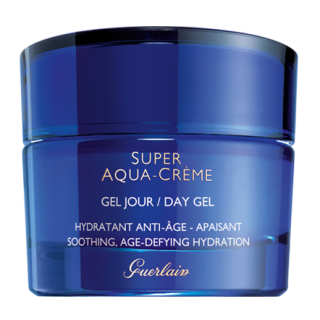 SUPER
AQUA-CRÈME
GEL JOUR / DAY GEL
HYDRATANT ANTI-ÂGE - APAISANT
SOOTHING, AGE-DEFYING HYDRATION
Guerlain